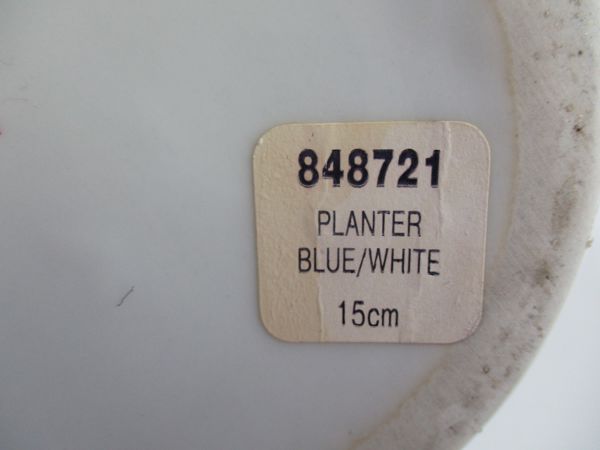 848721
PLANTER
BLUE/WHITE
15cm